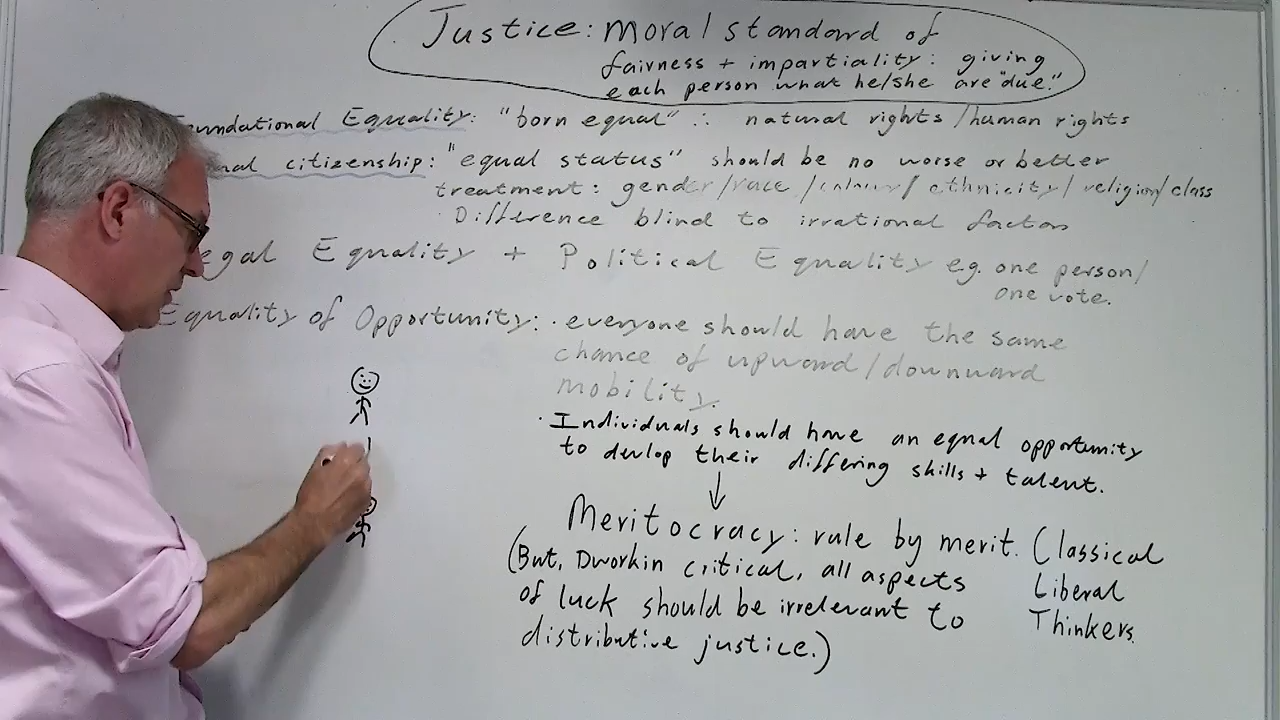 Justice: moral standard of
fairness + impartiality: giving
each person what he/she are "due."
Foundational Equality: "born equal" ∴ natural rights/human rights
nal citizenship: "equal status" should be no worse or better
treatment: gender/race/colour/ethnicity/religion/class
Difference blind to irrational factors
egal Equality + Political Equality eg. one person/
one vote.
Equality of Opportunity: · everyone should have the same
chance of upward/downward
mobility.
· Individuals should have an equal opportunity
to devlop their differing skills + talent.
↓
Meritocracy: rule by merit. Classical
(But, Dworkin critical, all aspects Liberal
of luck should be irrelevant to Thinkers.
distributive justice.)